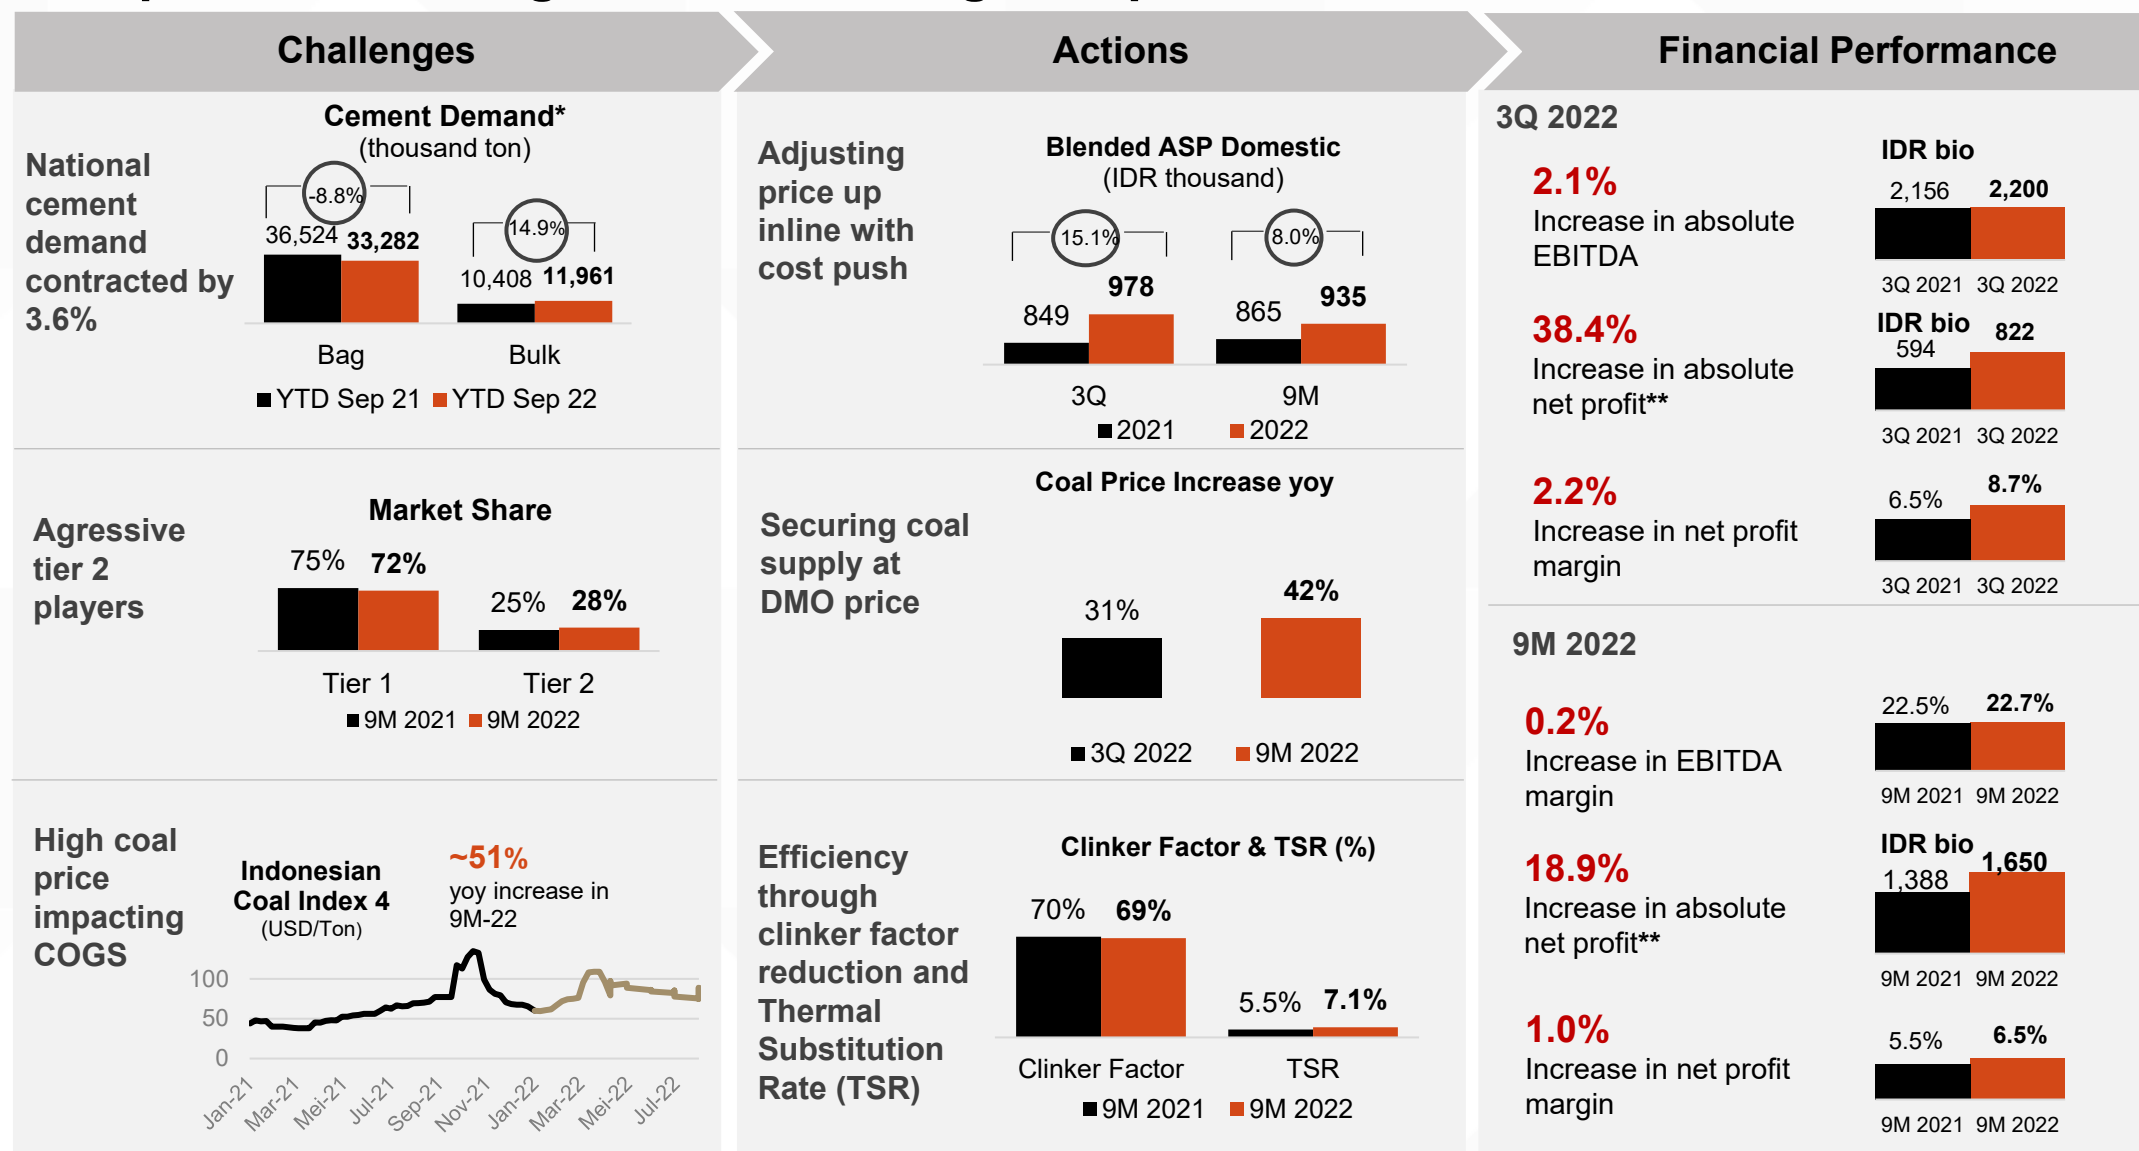 Challenges
Actions
Financial Performance
National
cement
demand
contracted by
3.6%
Cement Demand*
(thousand ton)
-8.8%
14.9%
36,524
33,282
10,408
11,961
Bag
Bulk
YTD Sep 21
YTD Sep 22
Agressive
tier 2
players
Market Share
75%
72%
25%
28%
Tier 1
Tier 2
9M 2021
9M 2022
High coal
price
impacting
COGS
Indonesian
Coal Index 4
(USD/Ton)
~51%
yoy increase in
9M-22
100
50
0
Jan-21
Mar-21
Mei-21
Jul-21
Sep-21
Nov-21
Jan-22
Mar-22
Mei-22
Jul-22
Adjusting
price up
inline with
cost push
Blended ASP Domestic
(IDR thousand)
15.1%
8.0%
849
978
865
935
3Q
9M
2021
2022
Securing coal
supply at
DMO price
Coal Price Increase yoy
31%
42%
3Q 2022
9M 2022
Efficiency
through
clinker factor
reduction and
Thermal
Substitution
Rate (TSR)
Clinker Factor & TSR (%)
70%
69%
5.5%
7.1%
Clinker Factor
TSR
9M 2021
9M 2022
3Q 2022
2.1%
Increase in absolute
EBITDA
IDR bio
2,156
2,200
3Q 2021
3Q 2022
38.4%
Increase in absolute
net profit**
IDR bio
594
822
3Q 2021
3Q 2022
2.2%
Increase in net profit
margin
6.5%
8.7%
3Q 2021
3Q 2022
9M 2022
0.2%
Increase in EBITDA
margin
22.5%
22.7%
9M 2021
9M 2022
18.9%
Increase in absolute
net profit**
IDR bio
1,388
1,650
9M 2021
9M 2022
1.0%
Increase in net profit
margin
5.5%
6.5%
9M 2021
9M 2022